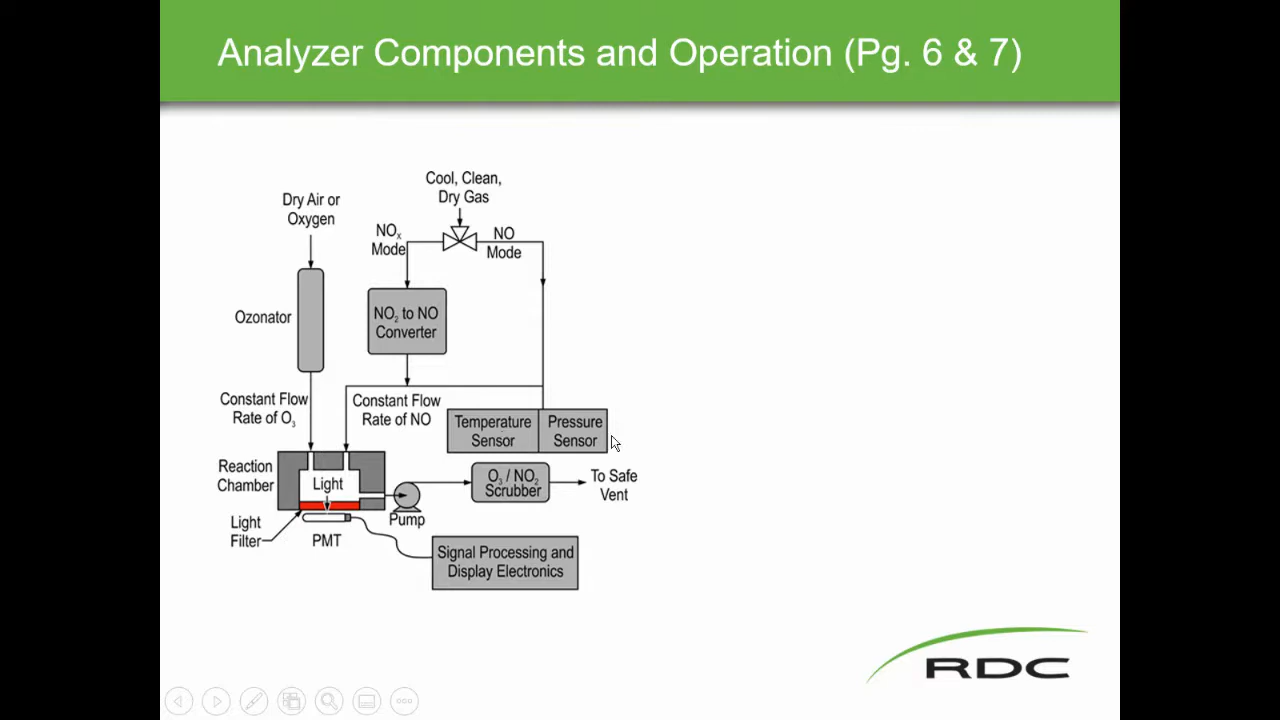 Analyzer Components and Operation (Pg. 6 & 7)
Cool, Clean,
Dry Gas
Dry Air or
Oxygen
NOₓ
Mode
NO
Mode
Ozonator
NO₂ to NO
Converter
Constant Flow
Rate of O₃
Constant Flow
Rate of NO
Temperature
Sensor
Pressure
Sensor
Reaction
Chamber
Light
O₃ / NO₂
Scrubber
To Safe
Vent
Pump
Light
Filter
PMT
Signal Processing and
Display Electronics
RDC